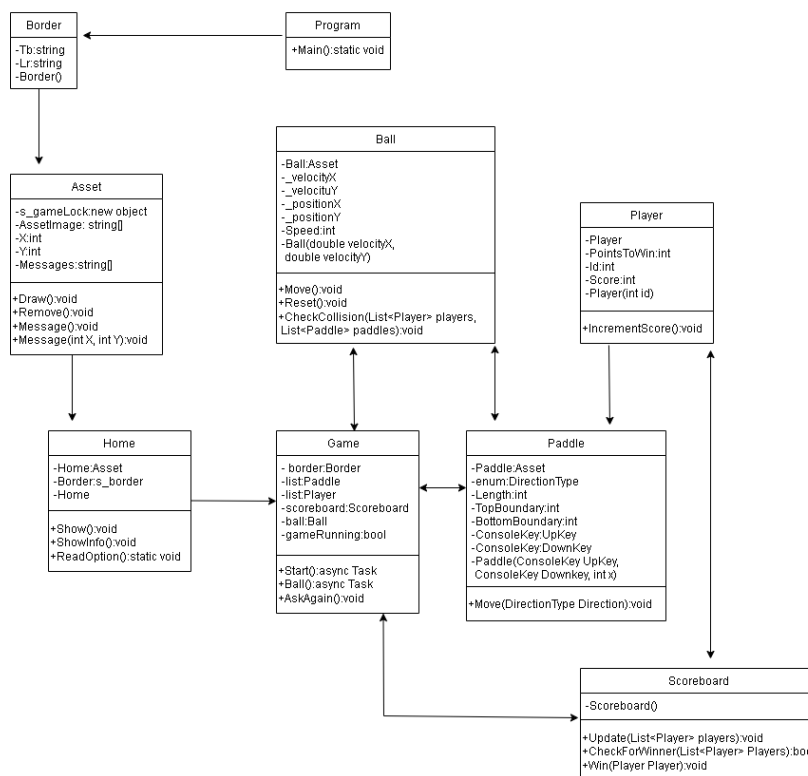 Border
-Tb:string
-Lr:string
-Border()
Program
+Main():static void
Asset
-s_gameLock:new object
-AssetImage: string[]
-X:int
-Y:int
-Messages:string[]
+Draw():void
+Remove():void
+Message():void
+Message(int X, int Y):void
Ball
-Ball:Asset
-_velocityX
-_velocituY
-_positionX
-_positionY
-Speed:int
-Ball(double velocityX,
double velocityY)
+Move():void
+Reset():void
+CheckCollision(List<Player> players,
List<Paddle> paddles):void
Player
-Player
-PointsToWin:int
-Id:int
-Score:int
-Player(int id)
+IncrementScore():void
Home
-Home:Asset
-Border:s_border
-Home
+Show():void
+ShowInfo():void
+ReadOption():static void
Game
- border:Border
-list:Paddle
-list:Player
-scoreboard:Scoreboard
-ball:Ball
-gameRunning:bool
+Start():async Task
+Ball():async Task
+AskAgain():void
Paddle
-Paddle:Asset
-enum:DirectionType
-Length:int
-TopBoundary:int
-BottomBoundary:int
-ConsoleKey:UpKey
-ConsoleKey:DownKey
-Paddle(ConsoleKey UpKey,
ConsoleKey Downkey, int x)
+Move(DirectionType Direction):void
Scoreboard
-Scoreboard()
+Update(List<Player> players):void
+CheckForWinner(List<Player> Players):boo
+Win(Player Player):void